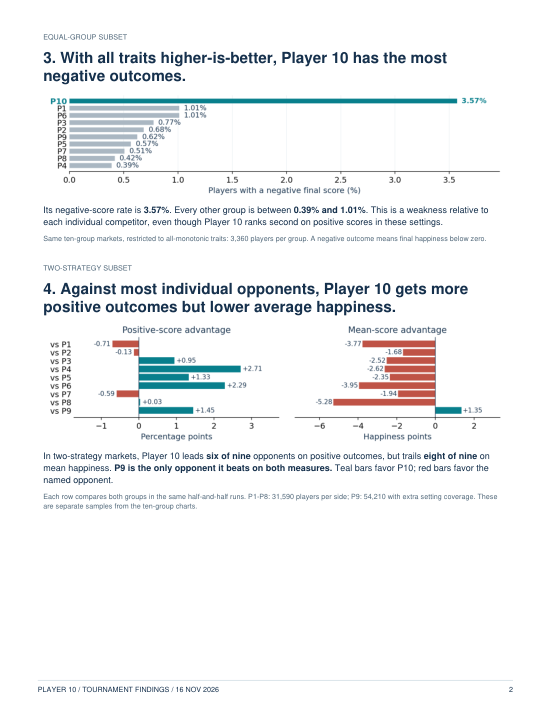 EQUAL-GROUP SUBSET
3. With all traits higher-is-better, Player 10 has the most
negative outcomes.
P10 3.57%
P1 1.01%
P6 1.01%
P3 0.77%
P2 0.68%
P9 0.62%
P5 0.57%
P7 0.51%
P8 0.42%
P4 0.39%
0.0 0.5 1.0 1.5 2.0 2.5 3.0 3.5
Players with a negative final score (%)
Its negative-score rate is 3.57%. Every other group is between 0.39% and 1.01%. This is a weakness relative to
each individual competitor, even though Player 10 ranks second on positive scores in these settings.
Same ten-group markets, restricted to all-monotonic traits: 3,360 players per group. A negative outcome means final happiness below zero.
TWO-STRATEGY SUBSET
4. Against most individual opponents, Player 10 gets more
positive outcomes but lower average happiness.
Positive-score advantage
vs P1 -0.71
vs P2 -0.13
vs P3 +0.95
vs P4 +2.71
vs P5 +1.33
vs P6 +2.29
vs P7 -0.59
vs P8 +0.03
vs P9 +1.45
−1 0 1 2 3
Percentage points
Mean-score advantage
-3.77
-1.68
-2.52
-2.62
-2.35
-3.95
-1.94
-5.28
+1.35
−6 −4 −2 0 2
Happiness points
In two-strategy markets, Player 10 leads six of nine opponents on positive outcomes, but trails eight of nine on
mean happiness. P9 is the only opponent it beats on both measures. Teal bars favor P10; red bars favor the
named opponent.
Each row compares both groups in the same half-and-half runs. P1-P8: 31,590 players per side; P9: 54,210 with extra setting coverage. These
are separate samples from the ten-group charts.
PLAYER 10 / TOURNAMENT FINDINGS / 16 NOV 2026 2